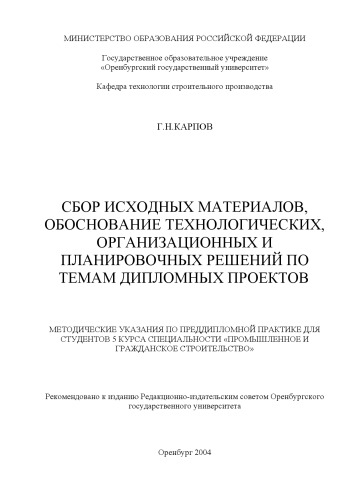 МИНИСТЕРСТВО ОБРАЗОВАНИЯ РОССИЙСКОЙ ФЕДЕРАЦИИ
Государственное образовательное учреждение
«Оренбургский государственный университет»
Кафедра технологии строительного производства
Г.Н.КАРПОВ
СБОР ИСХОДНЫХ МАТЕРИАЛОВ,
ОБОСНОВАНИЕ ТЕХНОЛОГИЧЕСКИХ,
ОРГАНИЗАЦИОННЫХ И
ПЛАНИРОВОЧНЫХ РЕШЕНИЙ ПО
ТЕМАМ ДИПЛОМНЫХ ПРОЕКТОВ
МЕТОДИЧЕСКИЕ УКАЗАНИЯ ПО ПРЕДДИПЛОМНОЙ ПРАКТИКЕ ДЛЯ
СТУДЕНТОВ 5 КУРСА СПЕЦИАЛЬНОСТИ «ПРОМЫШЛЕННОЕ И
ГРАЖДАНСКОЕ СТРОИТЕЛЬСТВО»
Рекомендовано к изданию Редакционно-издательским советом Оренбургского
государственного университета
Оренбург 2004